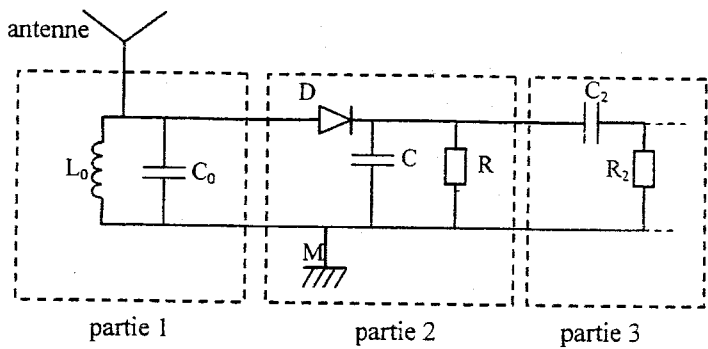 antenne
D
C₂
L₀
C₀
C
R
R₂
M
partie 1
partie 2
partie 3